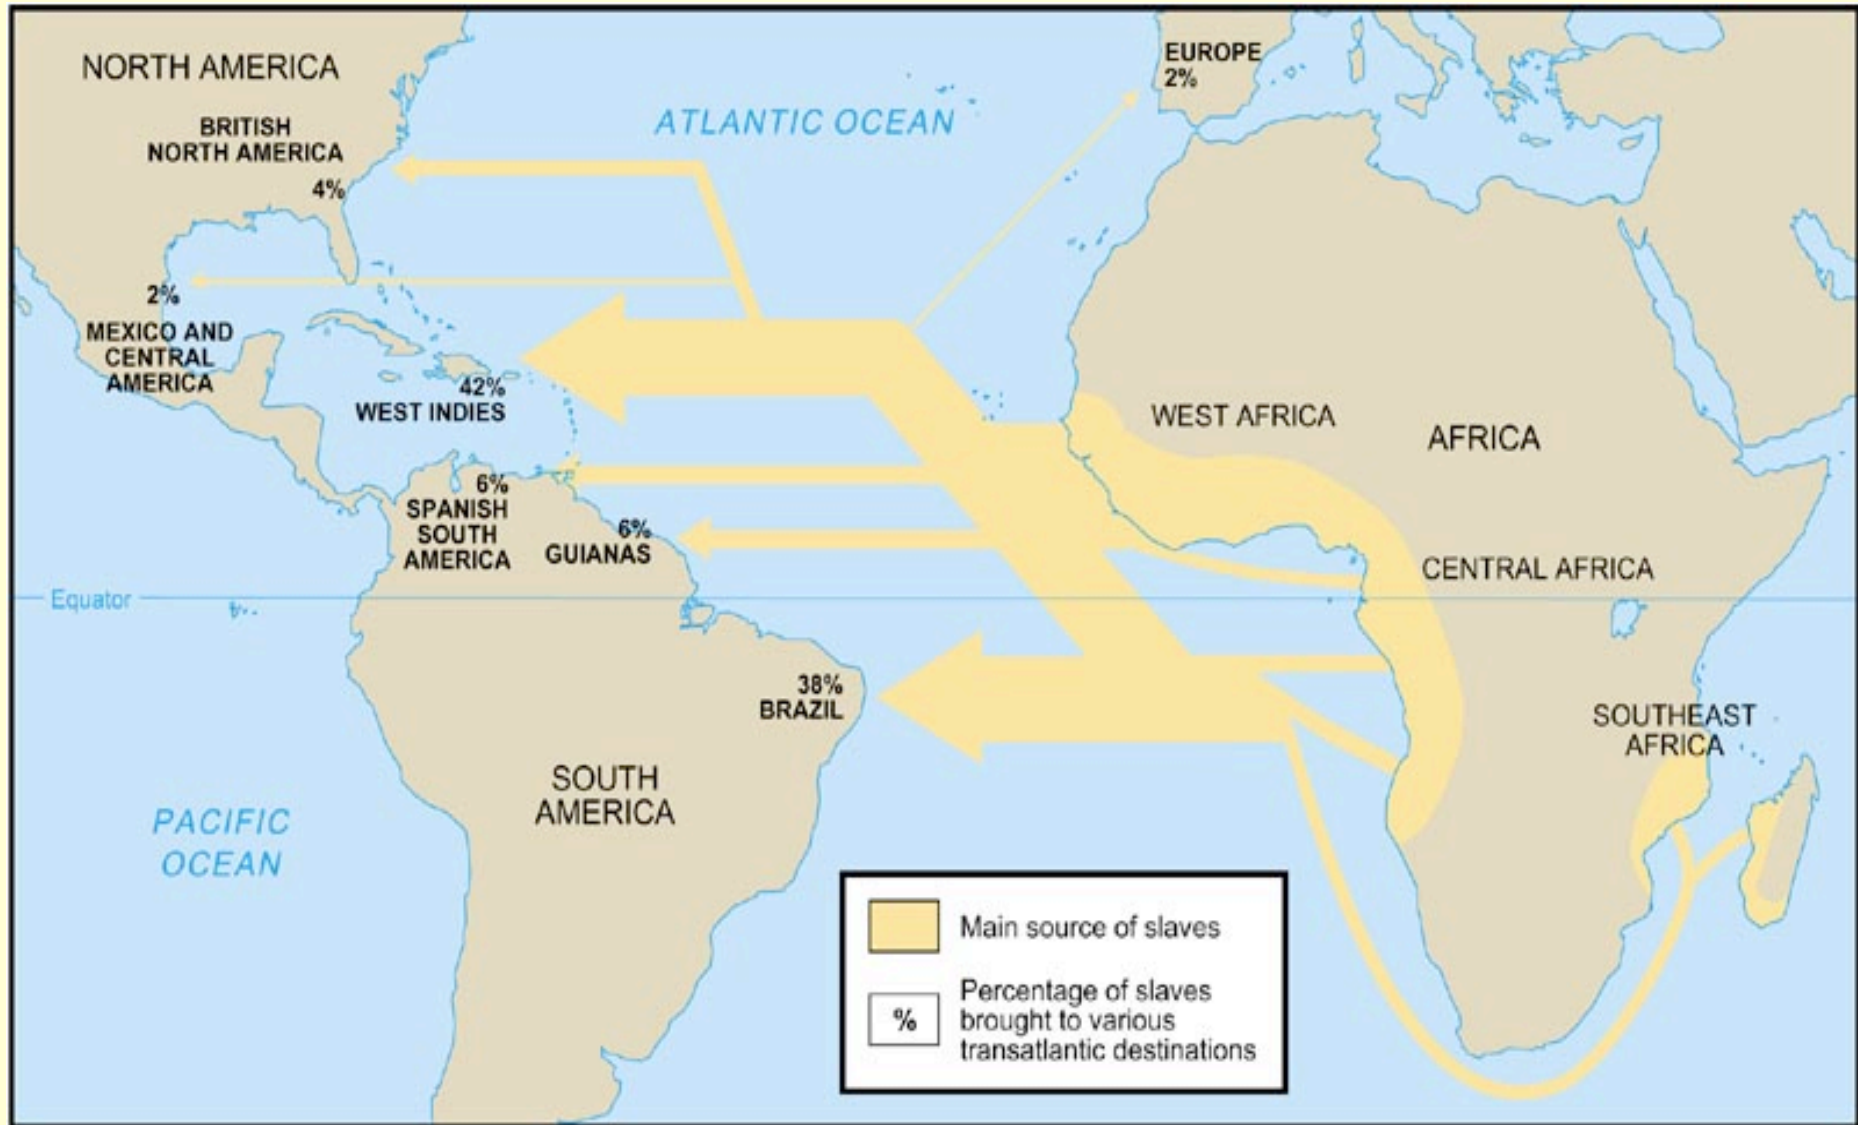 NORTH AMERICA
BRITISH
NORTH AMERICA
4%
2%
MEXICO AND
CENTRAL
AMERICA
ATLANTIC OCEAN
EUROPE
2%
42%
WEST INDIES
6%
SPANISH
SOUTH
AMERICA
6%
GUIANAS
WEST AFRICA
AFRICA
CENTRAL AFRICA
Equator
38%
BRAZIL
SOUTHEAST
AFRICA
SOUTH
AMERICA
PACIFIC
OCEAN
Main source of slaves
%
Percentage of slaves
brought to various
transatlantic destinations